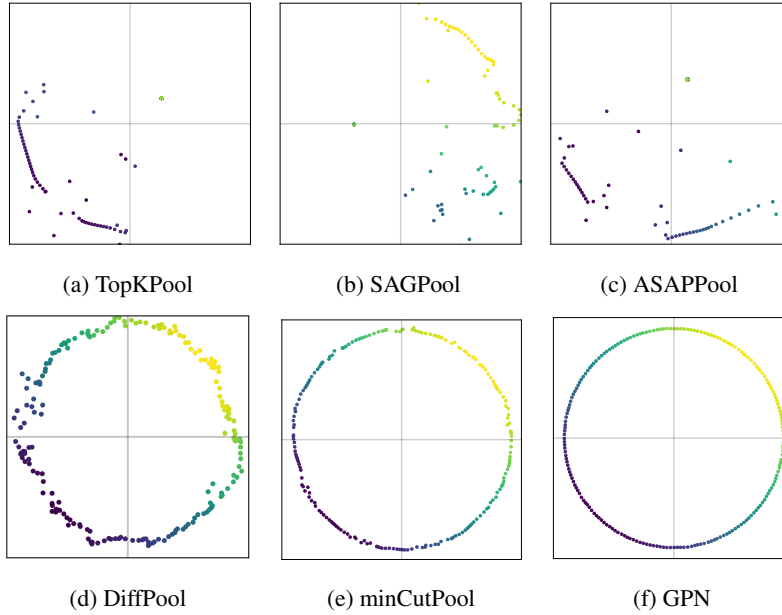 (a) TopKPool
(b) SAGPool
(c) ASAPPool
(d) DiffPool
(e) minCutPool
(f) GPN